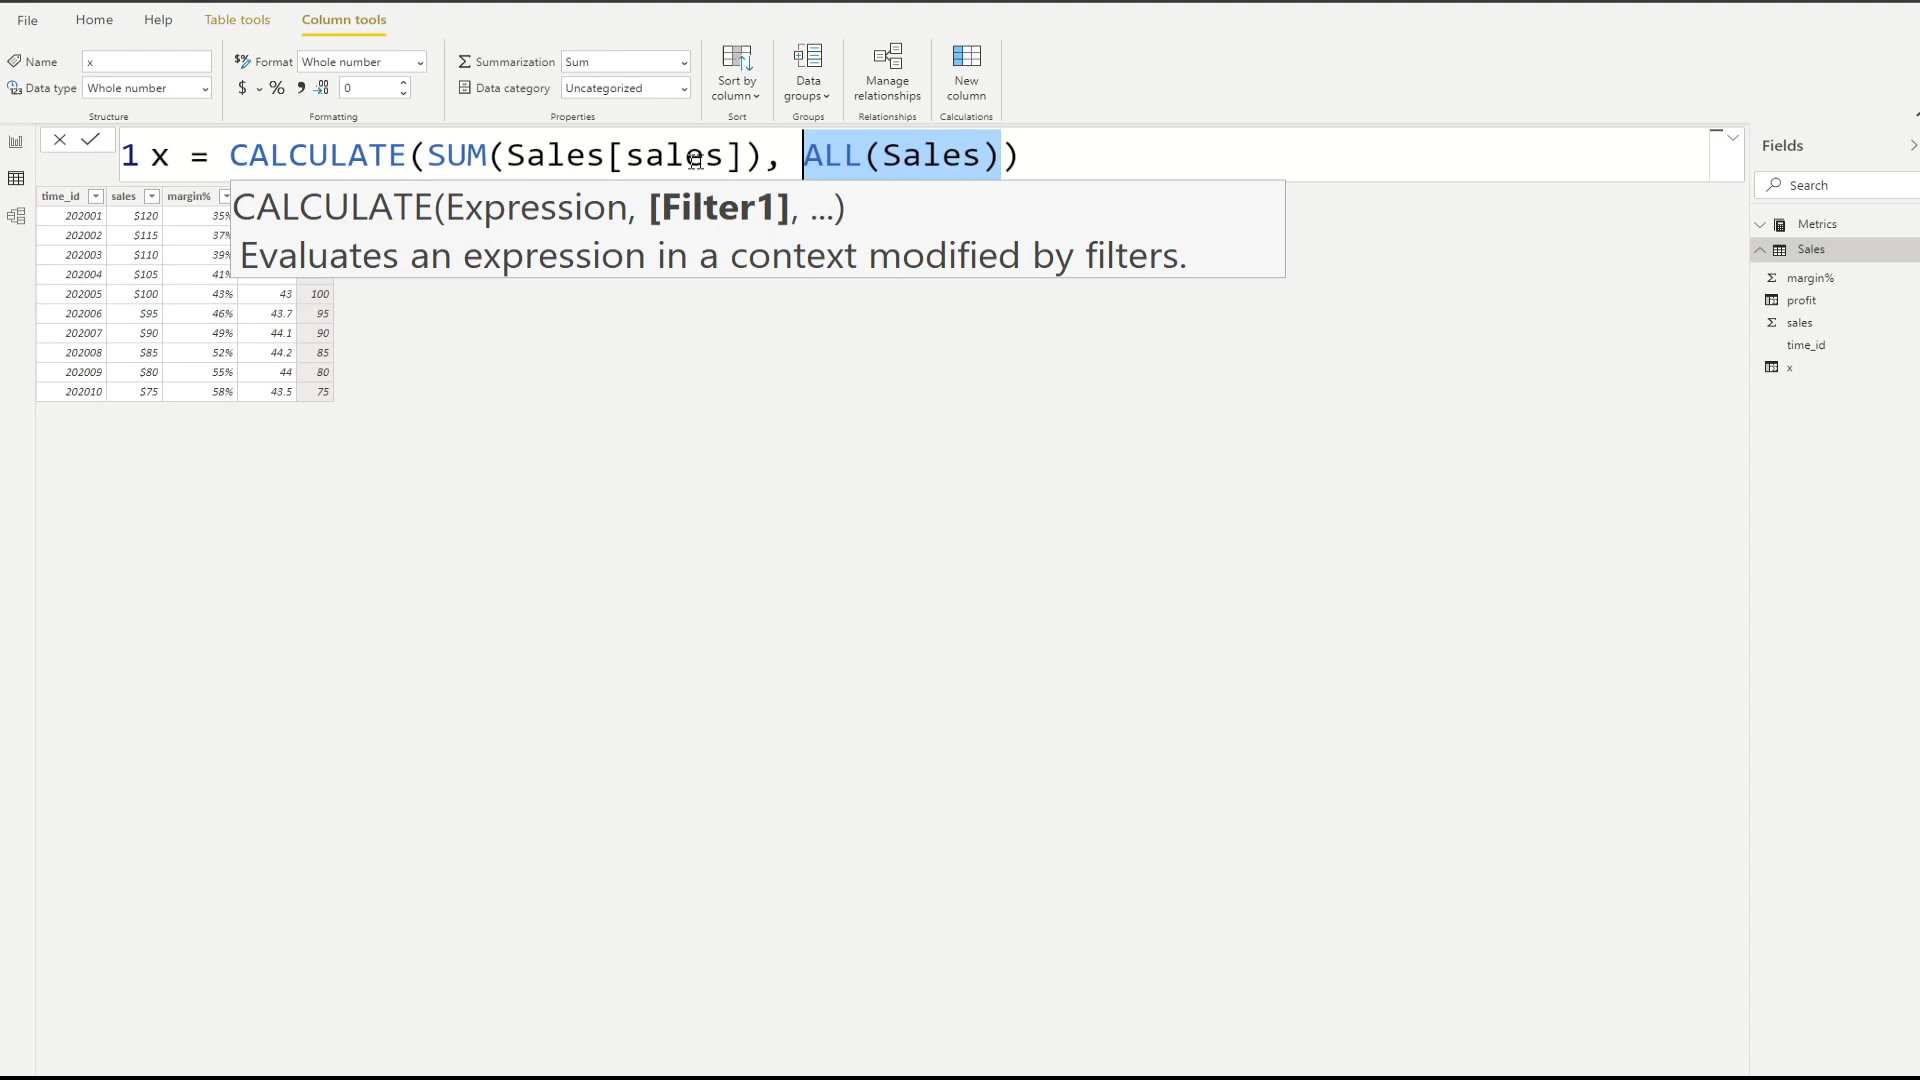 File Home Help Table tools Column tools
Name x Format Whole number Summarization Sum Sort by column Data groups Manage relationships New column
Data type Whole number $ % 0 Data category Uncategorized
Structure Formatting Properties Sort Groups Relationships Calculations
1 x = CALCULATE(SUM(Sales[sales]), ALL(Sales))
CALCULATE(Expression, [Filter1], ...)
Evaluates an expression in a context modified by filters.
time_id sales margin%
202001 $120 35%
202002 $115 37%
202003 $110 39%
202004 $105 41%
202005 $100 43% 43 100
202006 $95 46% 43.7 95
202007 $90 49% 44.1 90
202008 $85 52% 44.2 85
202009 $80 55% 44 80
202010 $75 58% 43.5 75
Fields
Search
Metrics
Sales
margin%
profit
sales
time_id
x